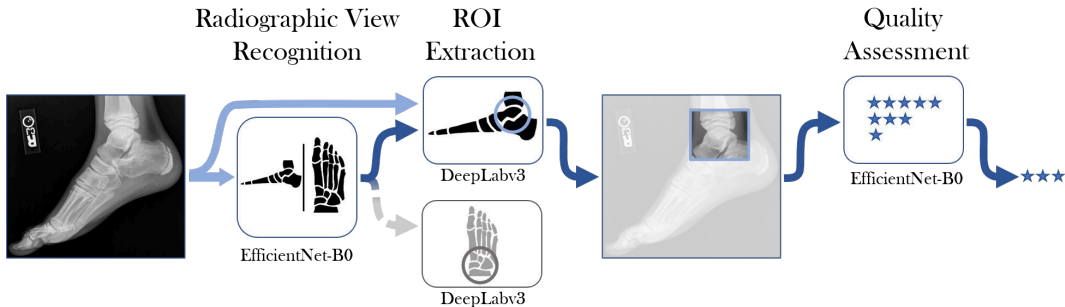 Radiographic View
Recognition
ROI
Extraction
Quality
Assessment
EfficientNet-B0
DeepLabv3
DeepLabv3
EfficientNet-B0